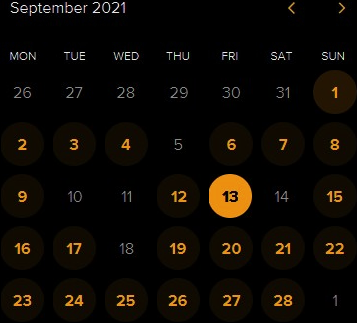 September 2021
MON TUE WED THU FRI SAT SUN
26 27 28 29 30 31 1
2 3 4 5 6 7 8
9 10 11 12 13 14 15
16 17 18 19 20 21 22
23 24 25 26 27 28 1